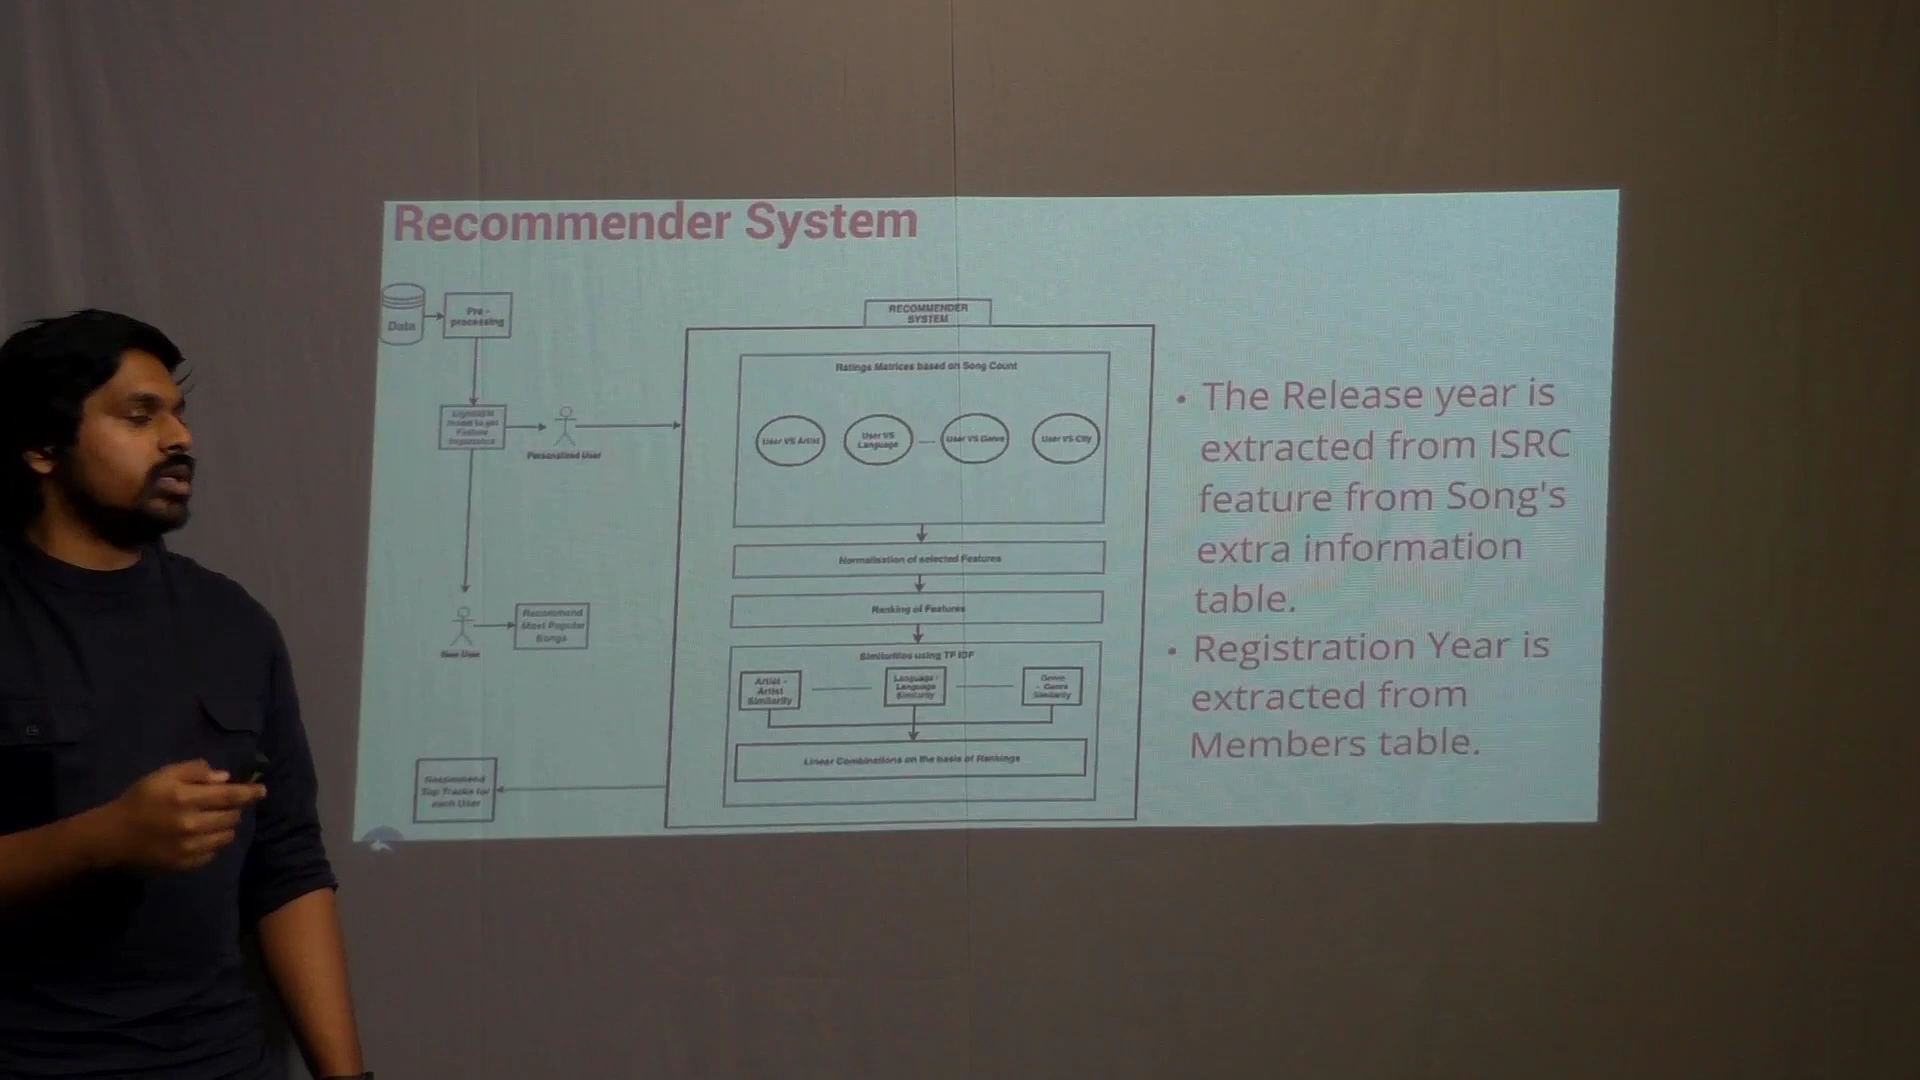 Recommender System
Data
Pre -
processing
Feature
Personalized User
New User
Recommend
Most Popular
Songs
Recommend
Top Tracks for
each User
RECOMMENDER
SYSTEM
Ratings Matrices based on Song Count
User VS Artist
User VS
Language
User VS Genre
User VS City
Normalisation of selected Features
Ranking of Features
Similarities using TF IDF
Artist -
Artist
Similarity
Language -
Language
Similarity
Genre
- Genre
Similarity
Linear Combinations on the basis of Rankings
• The Release year is
extracted from ISRC
feature from Song's
extra information
table.
• Registration Year is
extracted from
Members table.